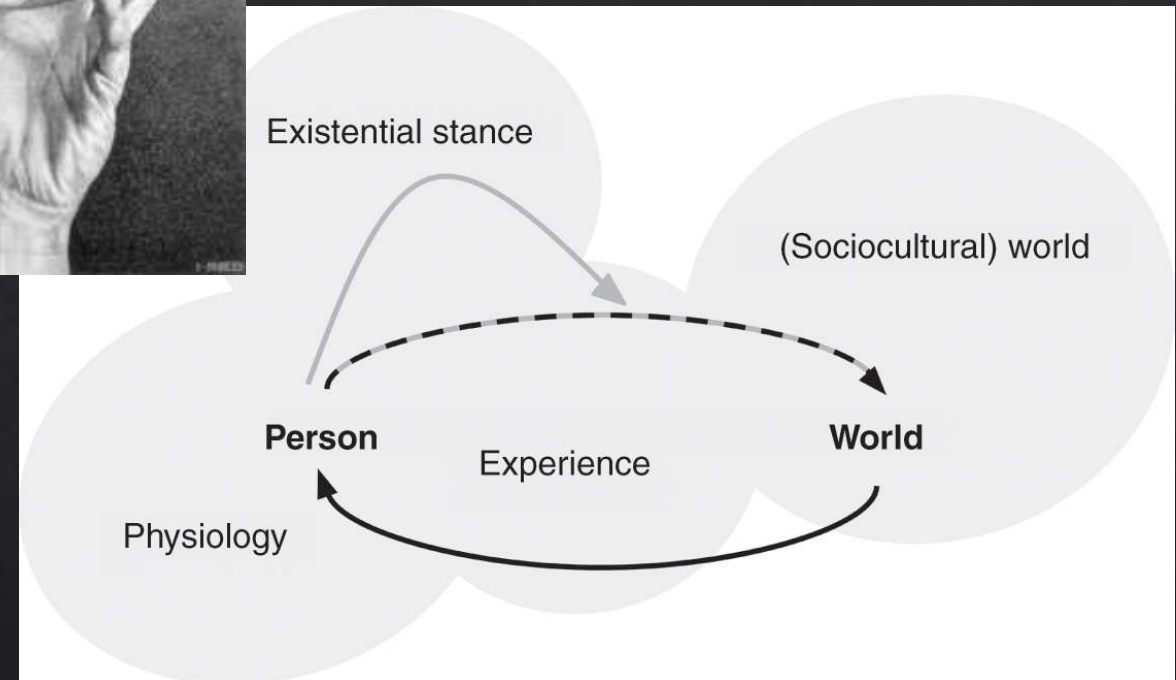 Existential stance
(Sociocultural) world
Person
World
Experience
Physiology